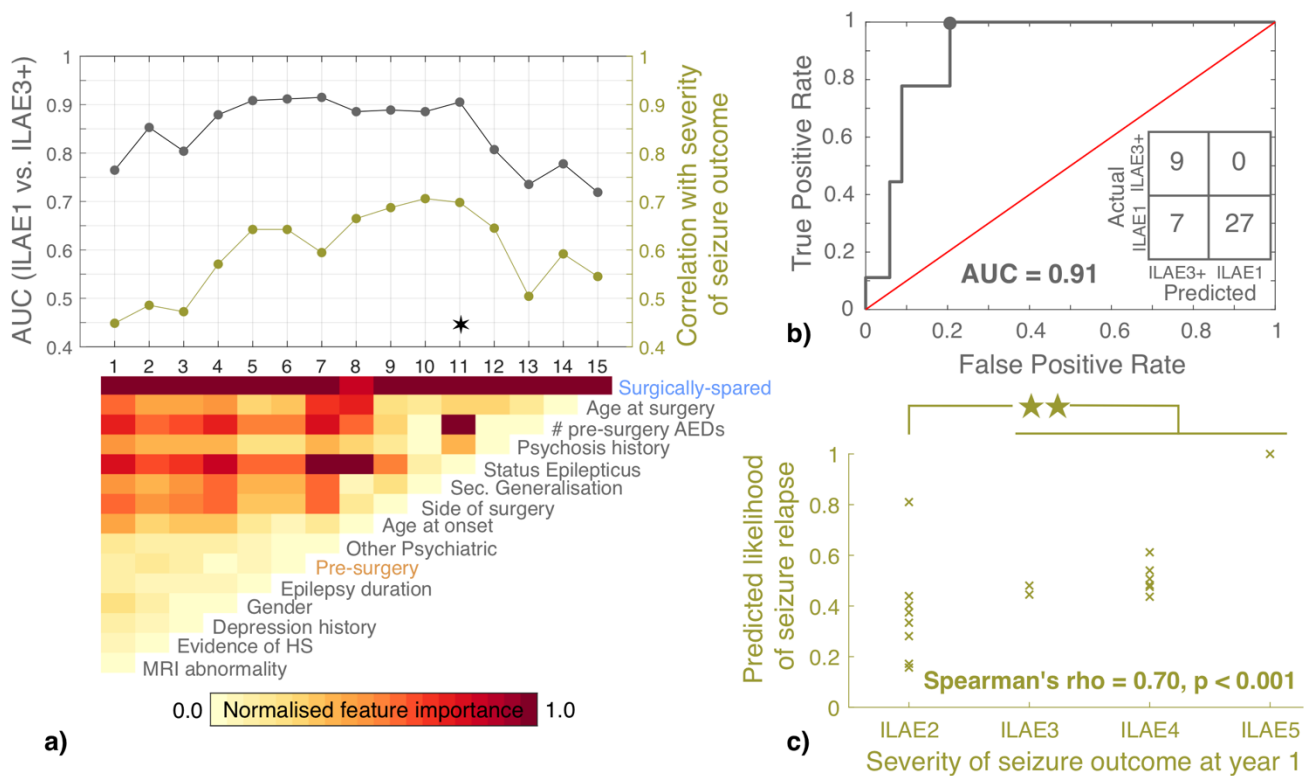 AUC (ILAE1 vs. ILAE3+)
1
0.9
0.8
0.7
0.6
0.5
0.4
1
0.9
0.8
0.7
0.6
0.5
0.4
Correlation with severity
of seizure outcome
1 2 3 4 5 6 7 8 9 10 11 12 13 14 15
Surgically-spared
Age at surgery
# pre-surgery AEDs
Psychosis history
Status Epilepticus
Sec. Generalisation
Side of surgery
Age at onset
Other Psychiatric
Pre-surgery
Epilepsy duration
Gender
Depression history
Evidence of HS
MRI abnormality
0.0 Normalised feature importance 1.0
a)
True Positive Rate
1
0.8
0.6
0.4
0.2
0
0 0.2 0.4 0.6 0.8 1
False Positive Rate
AUC = 0.91
Actual
ILAE1 ILAE3+
9 0
7 27
ILAE3+ ILAE1
Predicted
b)
Predicted likelihood
of seizure relapse
1
0.8
0.6
0.4
0.2
0
Spearman's rho = 0.70, p < 0.001
ILAE2 ILAE3 ILAE4 ILAE5
Severity of seizure outcome at year 1
c)